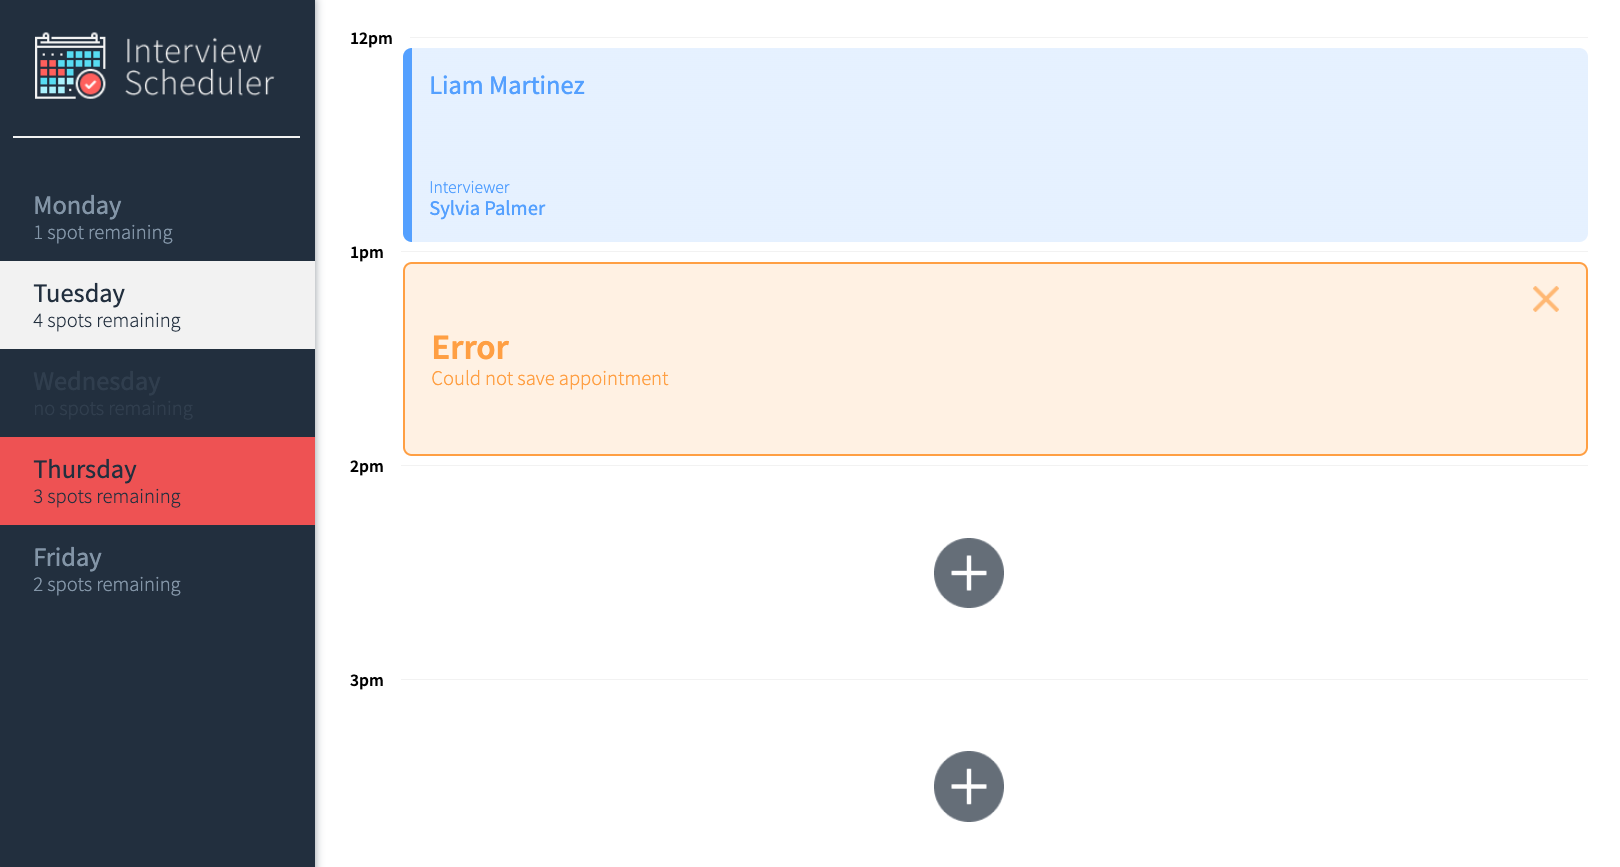 Interview
Scheduler
Monday
1 spot remaining
Tuesday
4 spots remaining
Wednesday
no spots remaining
Thursday
3 spots remaining
Friday
2 spots remaining
12pm
Liam Martinez
Interviewer
Sylvia Palmer
1pm
Error
Could not save appointment
2pm
3pm